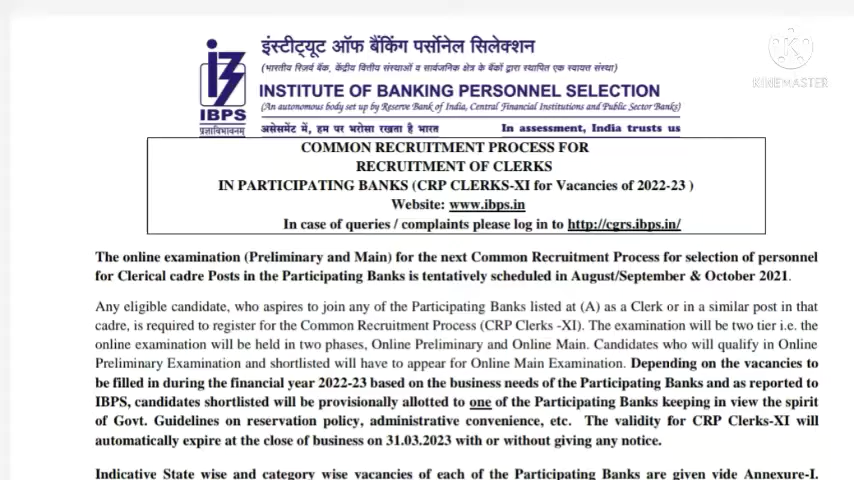 इंस्टीट्यूट ऑफ बैंकिंग पर्सोनेल सिलेक्शन
(भारतीय रिज़र्व बैंक, केंद्रीय वित्तीय संस्थाओं व सार्वजनिक क्षेत्र के बैंकों द्वारा स्थापित एक स्वायत्त संस्था)
INSTITUTE OF BANKING PERSONNEL SELECTION
(An autonomous body set up by Reserve Bank of India, Central Financial Institutions and Public Sector Banks)
IBPS
प्रज्ञाविभावनम्
असेसमेंट में, हम पर भरोसा रखता है भारत In assessment, India trusts us
KINEMASTER
COMMON RECRUITMENT PROCESS FOR
RECRUITMENT OF CLERKS
IN PARTICIPATING BANKS (CRP CLERKS-XI for Vacancies of 2022-23 )
Website: www.ibps.in
In case of queries / complaints please log in to http://cgrs.ibps.in/
The online examination (Preliminary and Main) for the next Common Recruitment Process for selection of personnel
for Clerical cadre Posts in the Participating Banks is tentatively scheduled in August/September & October 2021.
Any eligible candidate, who aspires to join any of the Participating Banks listed at (A) as a Clerk or in a similar post in that
cadre, is required to register for the Common Recruitment Process (CRP Clerks -XI). The examination will be two tier i.e. the
online examination will be held in two phases, Online Preliminary and Online Main. Candidates who will qualify in Online
Preliminary Examination and shortlisted will have to appear for Online Main Examination. Depending on the vacancies to
be filled in during the financial year 2022-23 based on the business needs of the Participating Banks and as reported to
IBPS, candidates shortlisted will be provisionally allotted to one of the Participating Banks keeping in view the spirit
of Govt. Guidelines on reservation policy, administrative convenience, etc. The validity for CRP Clerks-XI will
automatically expire at the close of business on 31.03.2023 with or without giving any notice.
Indicative State wise and category wise vacancies of each of the Participating Banks are given vide Annexure-I.